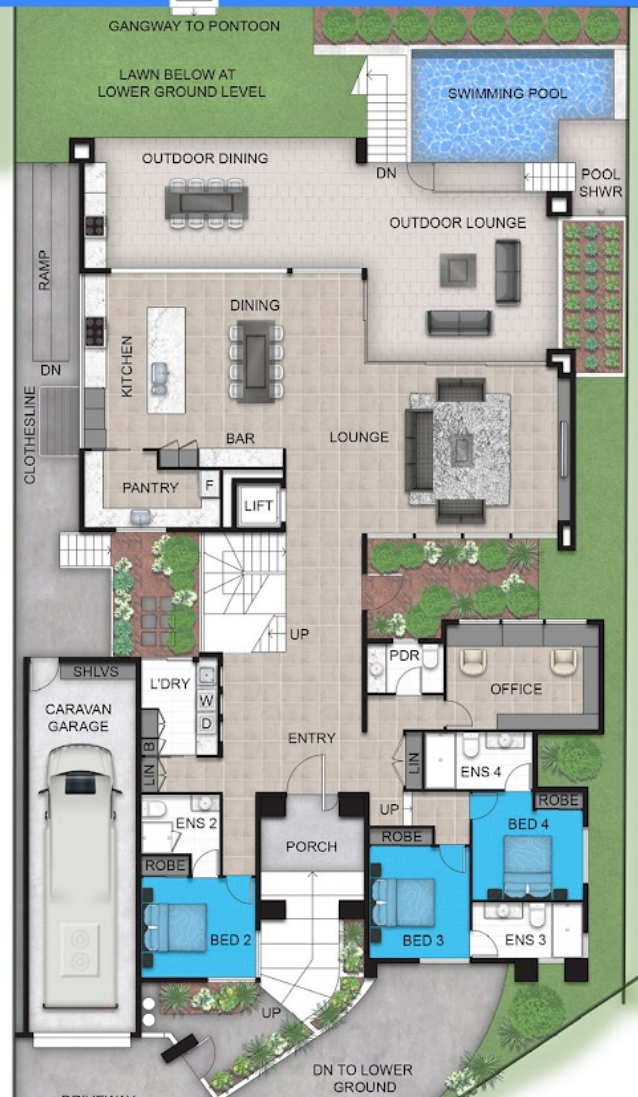 GANGWAY TO PONTOON
LAWN BELOW AT
LOWER GROUND LEVEL
SWIMMING POOL
OUTDOOR DINING
DN
POOL
SHWR
OUTDOOR LOUNGE
RAMP
DINING
KITCHEN
DN
CLOTHESLINE
BAR
LOUNGE
PANTRY
F
LIFT
UP
PDR
SHLVS
L'DRY
OFFICE
W
CARAVAN
GARAGE
D
ENTRY
B
LIN
LIN
ENS 4
UP
ROBE
ENS 2
BED 4
PORCH
ROBE
ROBE
BED 2
BED 3
ENS 3
UP
DN TO LOWER
GROUND
DRIVEWAY